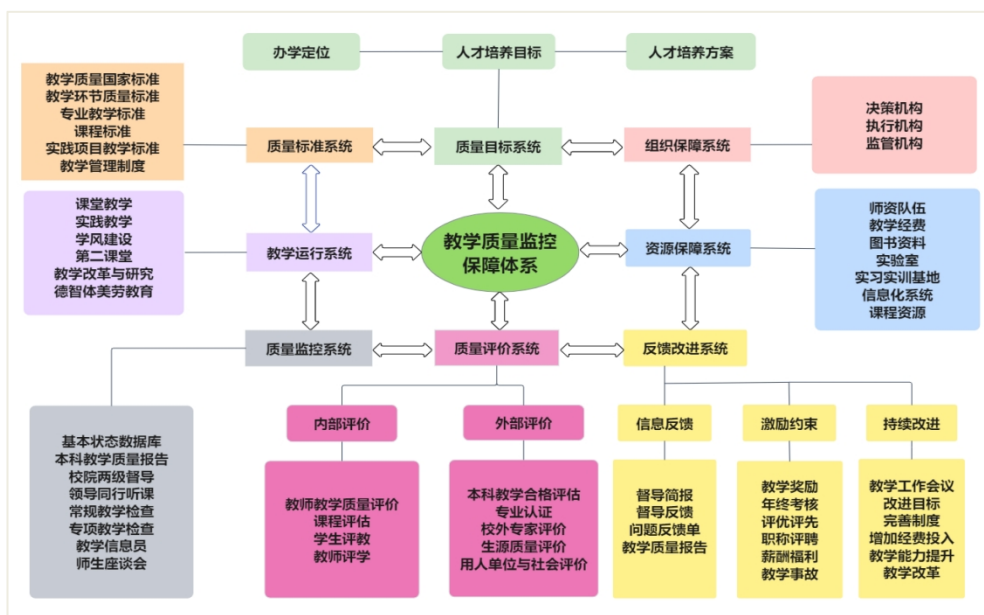 办学定位
人才培养目标
人才培养方案
教学质量国家标准
教学环节质量标准
专业教学标准
课程标准
实践项目教学标准
教学管理制度
质量标准系统
质量目标系统
组织保障系统
决策机构
执行机构
监管机构
课堂教学
实践教学
学风建设
第二课堂
教学改革与研究
德智体美劳教育
教学运行系统
教学质量监控
保障体系
资源保障系统
师资队伍
教学经费
图书资料
实验室
实习实训基地
信息化系统
课程资源
质量监控系统
质量评价系统
反馈改进系统
基本状态数据库
本科教学质量报告
校院两级督导
领导同行听课
常规教学检查
专项教学检查
教学信息员
师生座谈会
内部评价
教师教学质量评价
课程评估
学生评教
教师评学
外部评价
本科教学合格评估
专业认证
校外专家评价
生源质量评价
用人单位与社会评价
信息反馈
督导简报
督导反馈
问题反馈单
教学质量报告
激励约束
教学奖励
年终考核
评优评先
职称评聘
薪酬福利
教学事故
持续改进
教学工作会议
改进目标
完善制度
增加经费投入
教学能力提升
教学改革